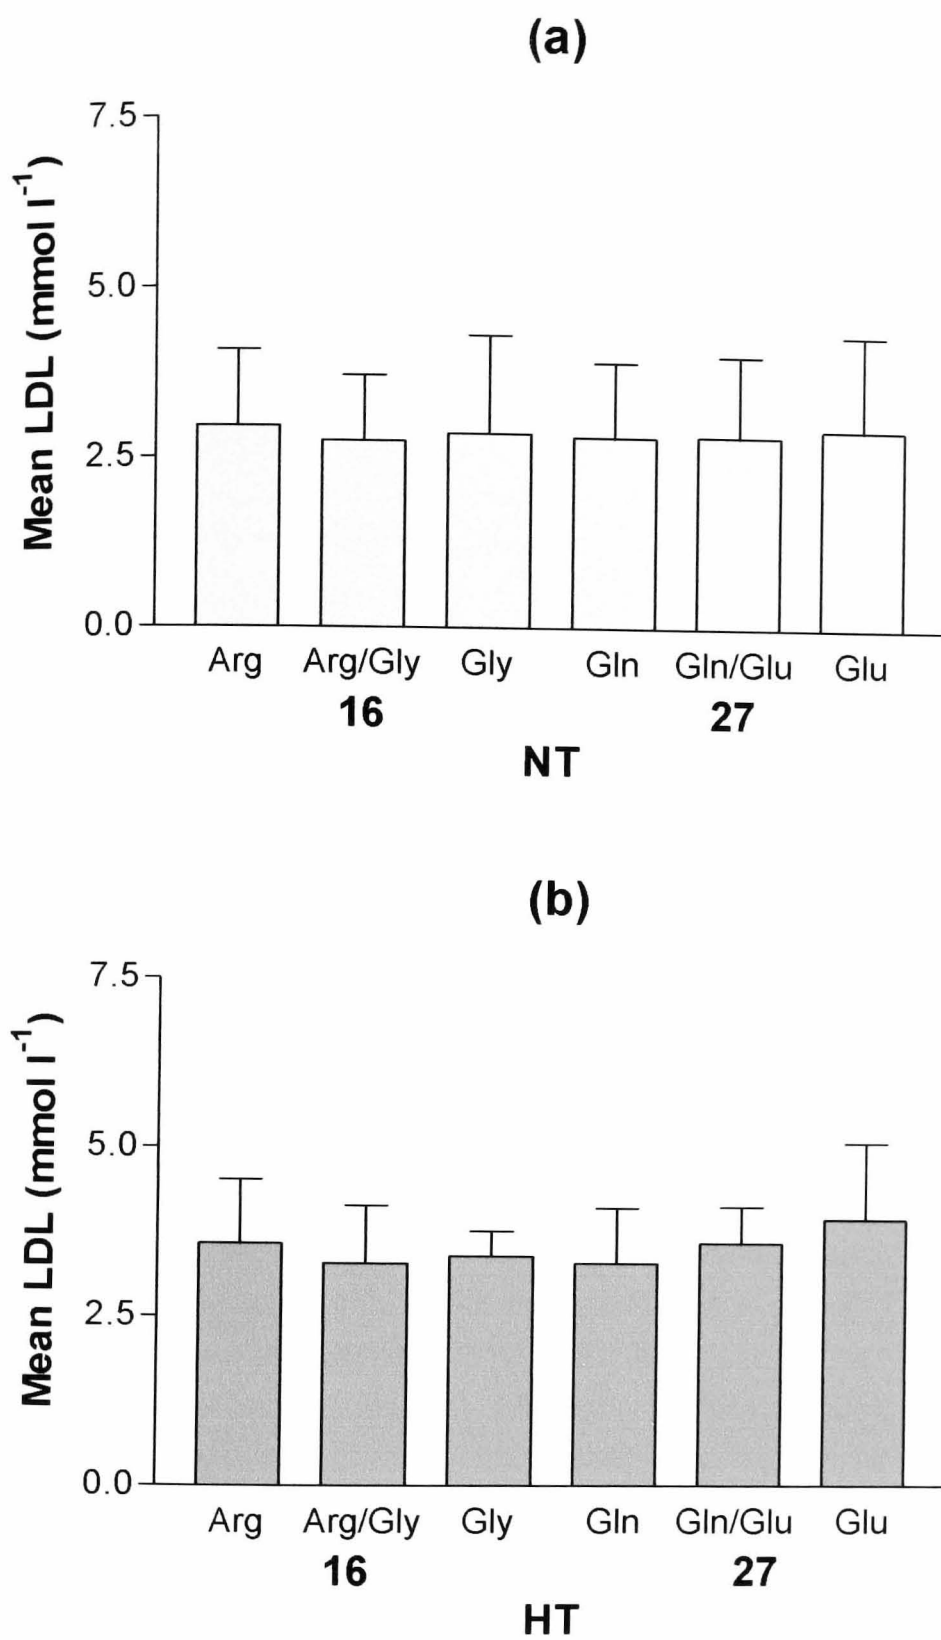 (a)
7.5
5.0
2.5
0.0
Mean LDL (mmol l⁻¹)
Arg Arg/Gly Gly Gln Gln/Glu Glu
16 27
NT
(b)
7.5
5.0
2.5
0.0
Mean LDL (mmol l⁻¹)
Arg Arg/Gly Gly Gln Gln/Glu Glu
16 27
HT